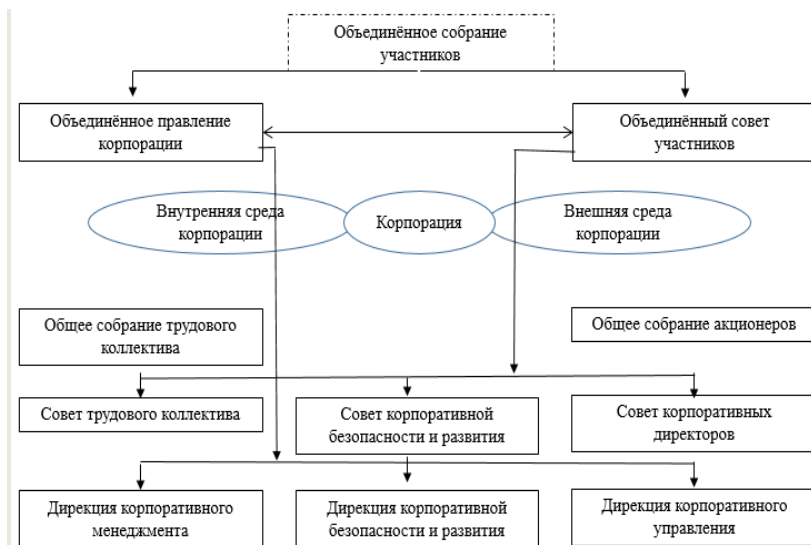 Объединённое собрание
участников
Объединённое правление
корпорации
Объединённый совет
участников
Внутренняя среда
корпорации
Корпорация
Внешняя среда
корпорации
Общее собрание трудового
коллектива
Общее собрание акционеров
Совет трудового коллектива
Совет корпоративной
безопасности и развития
Совет корпоративных
директоров
Дирекция корпоративного
менеджмента
Дирекция корпоративной
безопасности и развития
Дирекция корпоративного
управления